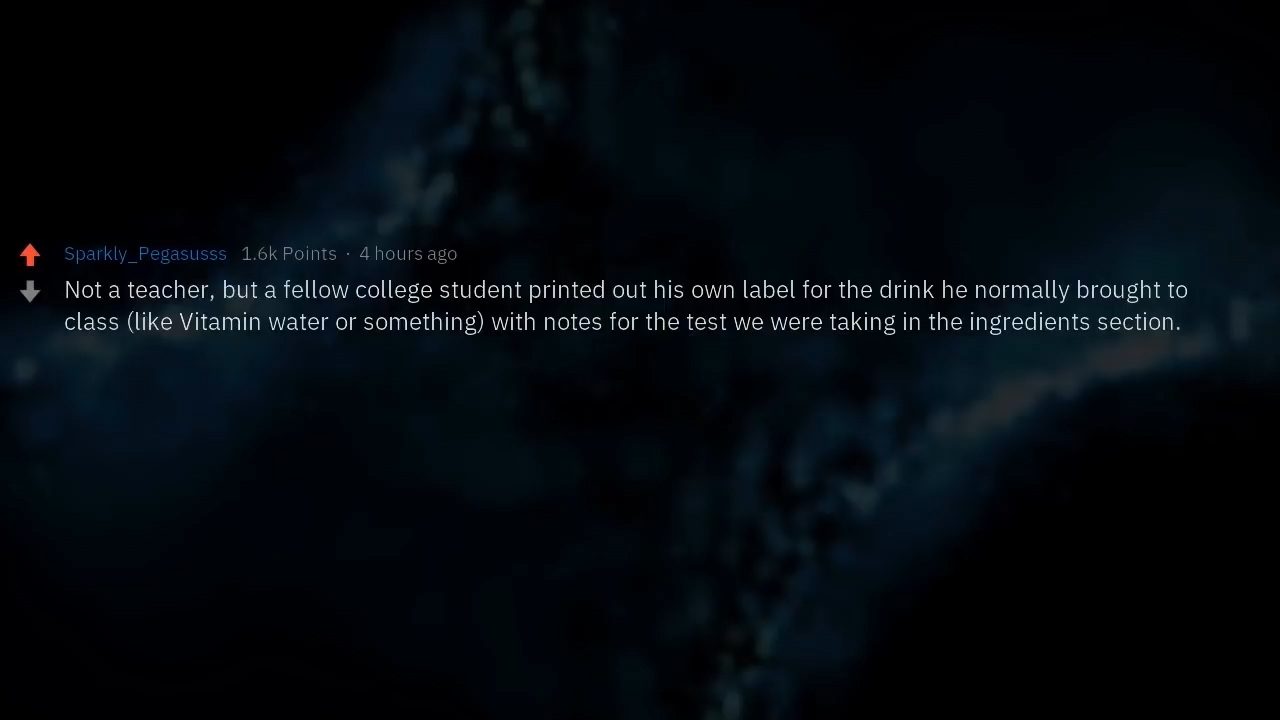 Sparkly_Pegasusss 1.6k Points · 4 hours ago
Not a teacher, but a fellow college student printed out his own label for the drink he normally brought to
class (like Vitamin water or something) with notes for the test we were taking in the ingredients section.